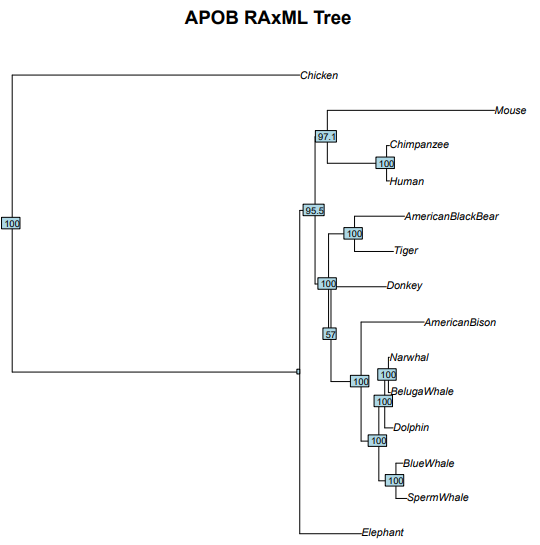 APOB RAxML Tree
Chicken
Mouse
97.1
Chimpanzee
100
Human
95.5
AmericanBlackBear
100
100
Tiger
100
Donkey
AmericanBison
57
Narwhal
100
100
BelugaWhale
100
Dolphin
100
BlueWhale
100
SpermWhale
Elephant